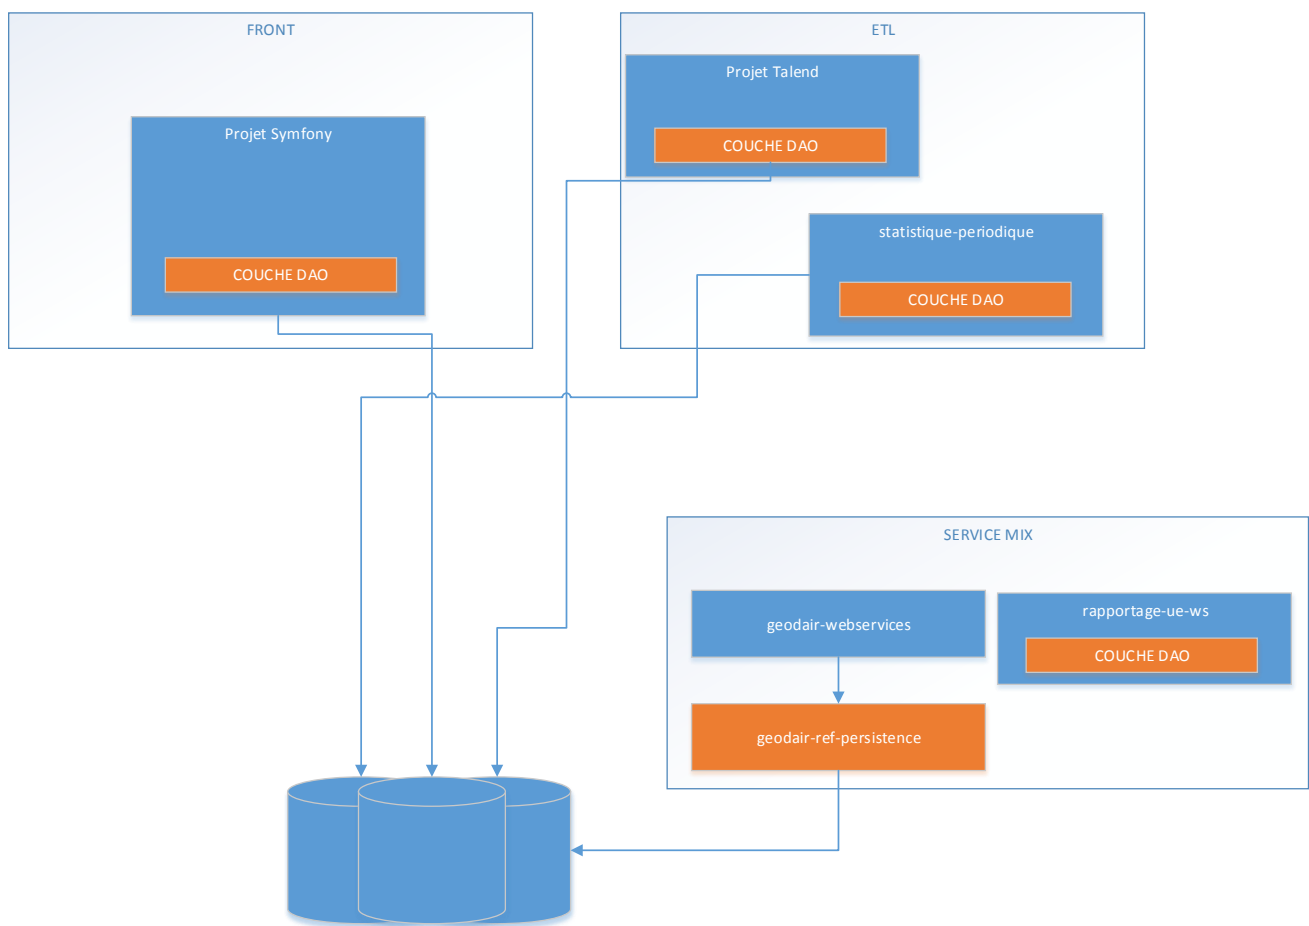 FRONT
Projet Symfony
COUCHE DAO
ETL
Projet Talend
COUCHE DAO
statistique-periodique
COUCHE DAO
SERVICE MIX
geodair-webservices
rapportage-ue-ws
COUCHE DAO
geodair-ref-persistence